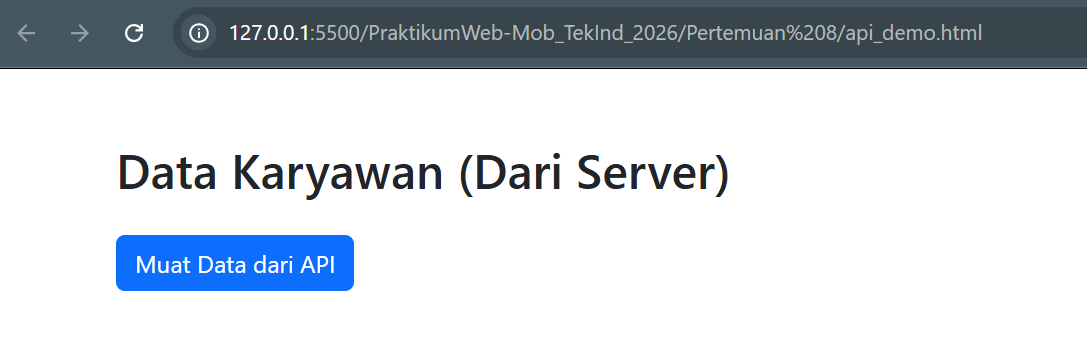 127.0.0.1:5500/PraktikumWeb-Mob_TekInd_2026/Pertemuan%208/api_demo.html
Data Karyawan (Dari Server)
Muat Data dari API